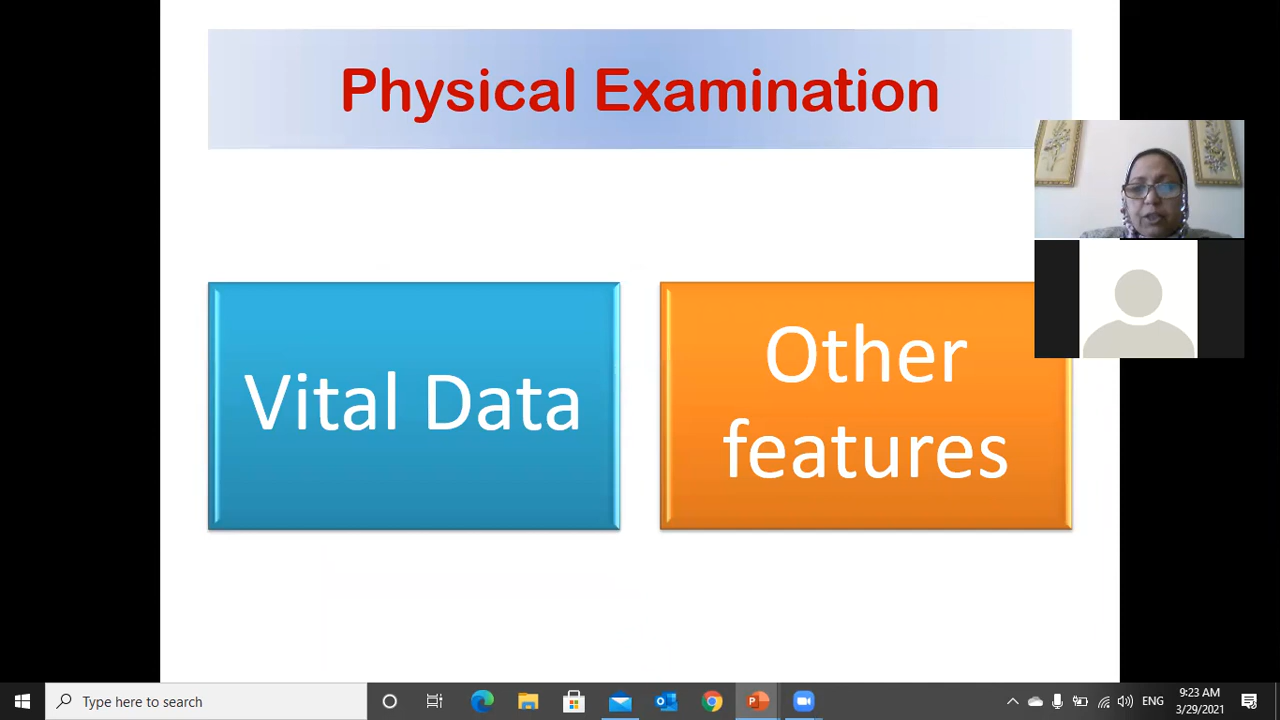 Physical Examination
Vital Data
Other
features
Type here to search
ENG
9:23 AM
3/29/2021